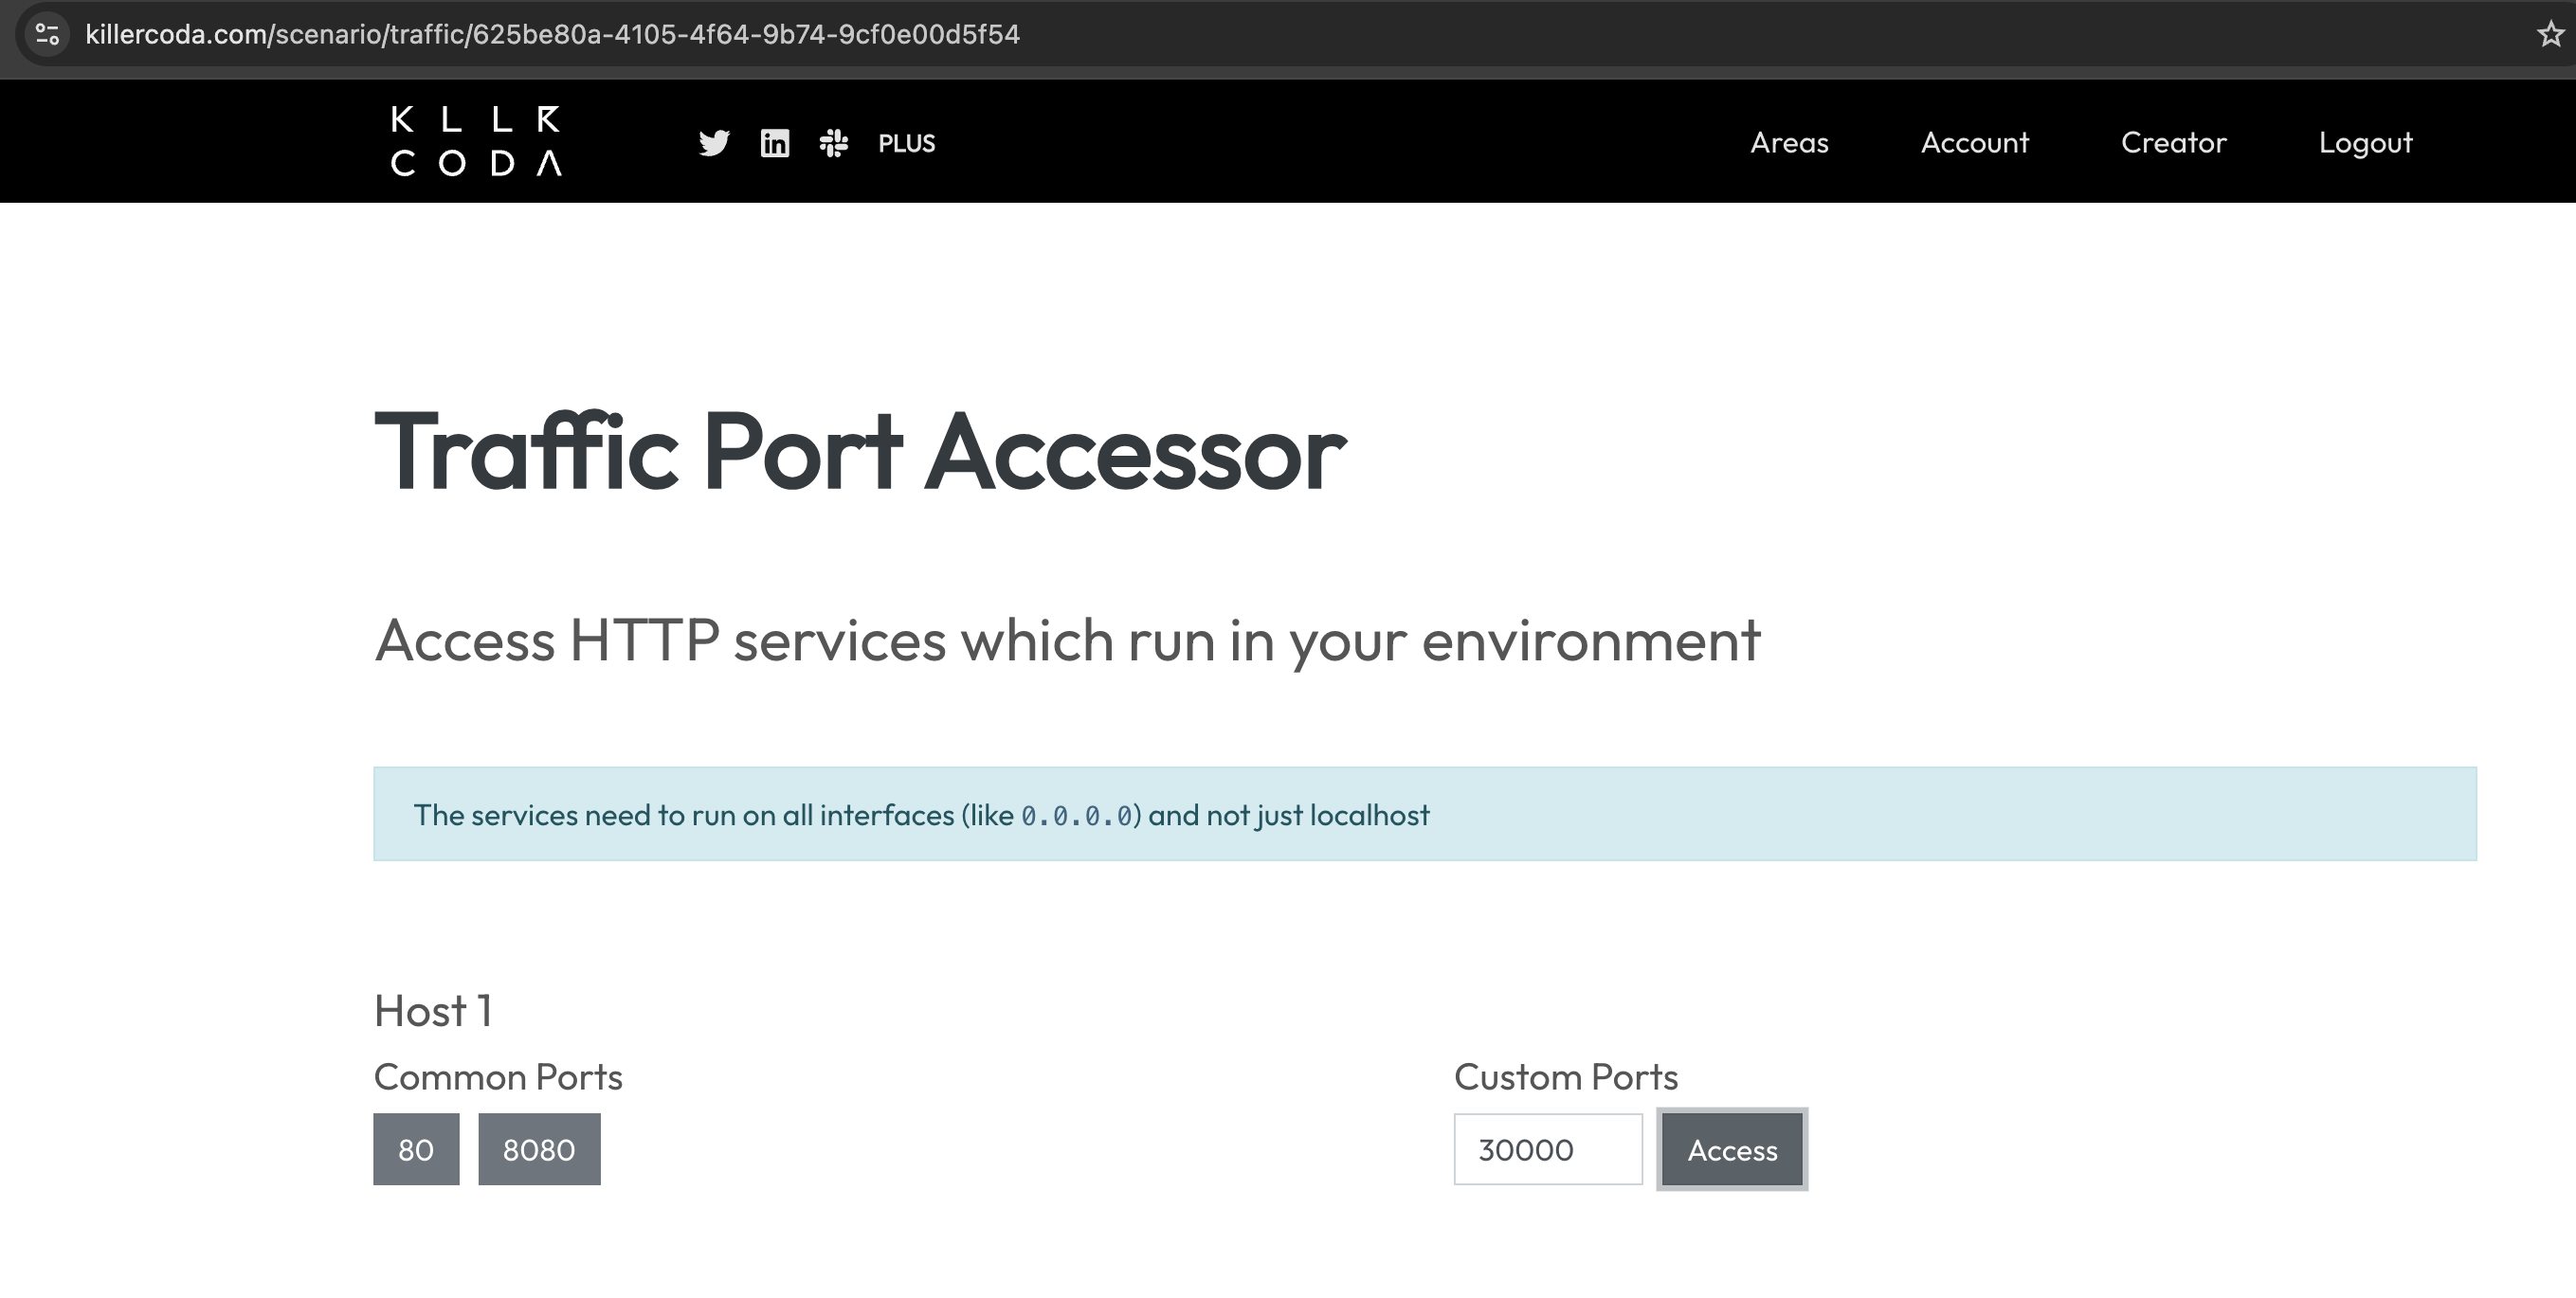 killercoda.com/scenario/traffic/625be80a-4105-4f64-9b74-9cf0e00d5f54
KLLR
CODA
PLUS
Areas
Account
Creator
Logout
Traffic Port Accessor
Access HTTP services which run in your environment
The services need to run on all interfaces (like 0.0.0.0) and not just localhost
Host 1
Common Ports
80
8080
Custom Ports
30000
Access